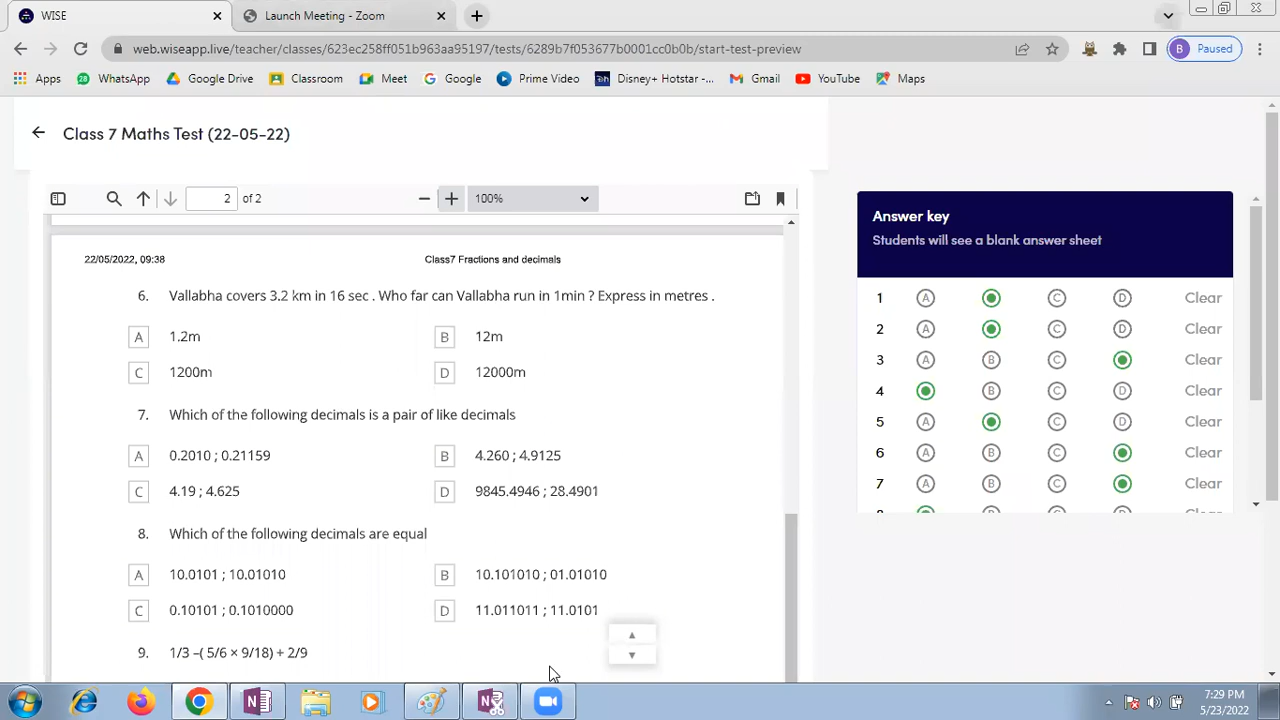 WISE
Launch Meeting - Zoom
web.wiseapp.live/teacher/classes/623ec258ff051b963aa95197/tests/6289b7f053677b0001cc0b0b/start-test-preview
B Paused
Apps WhatsApp Google Drive Classroom Meet Google Prime Video Disney+ Hotstar -... Gmail YouTube Maps
Class 7 Maths Test (22-05-22)
2 of 2 100%
22/05/2022, 09:38 Class7 Fractions and decimals
6. Vallabha covers 3.2 km in 16 sec . Who far can Vallabha run in 1min ? Express in metres .
A 1.2m B 12m
C 1200m D 12000m
7. Which of the following decimals is a pair of like decimals
A 0.2010 ; 0.21159 B 4.260 ; 4.9125
C 4.19 ; 4.625 D 9845.4946 ; 28.4901
8. Which of the following decimals are equal
A 10.0101 ; 10.01010 B 10.101010 ; 01.01010
C 0.10101 ; 0.1010000 D 11.011011 ; 11.0101
9. 1/3 –( 5/6 × 9/18) + 2/9
Answer key
Students will see a blank answer sheet
1 A C D Clear
2 A C D Clear
3 A B C Clear
4 B C D Clear
5 A C D Clear
6 A B C Clear
7 A B C Clear
7:29 PM
5/23/2022